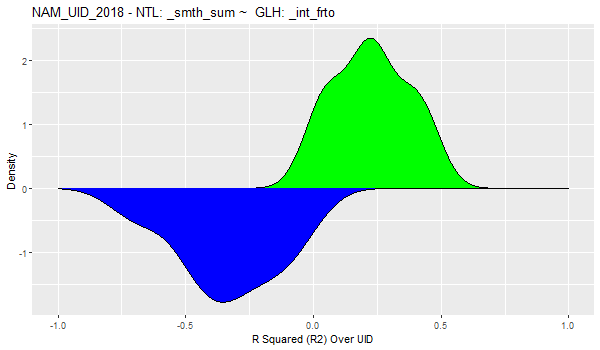 NAM_UID_2018 - NTL: _smth_sum ~  GLH: _int_frto
2
1
0
-1
Density
-1.0 -0.5 0.0 0.5 1.0
R Squared (R2) Over UID